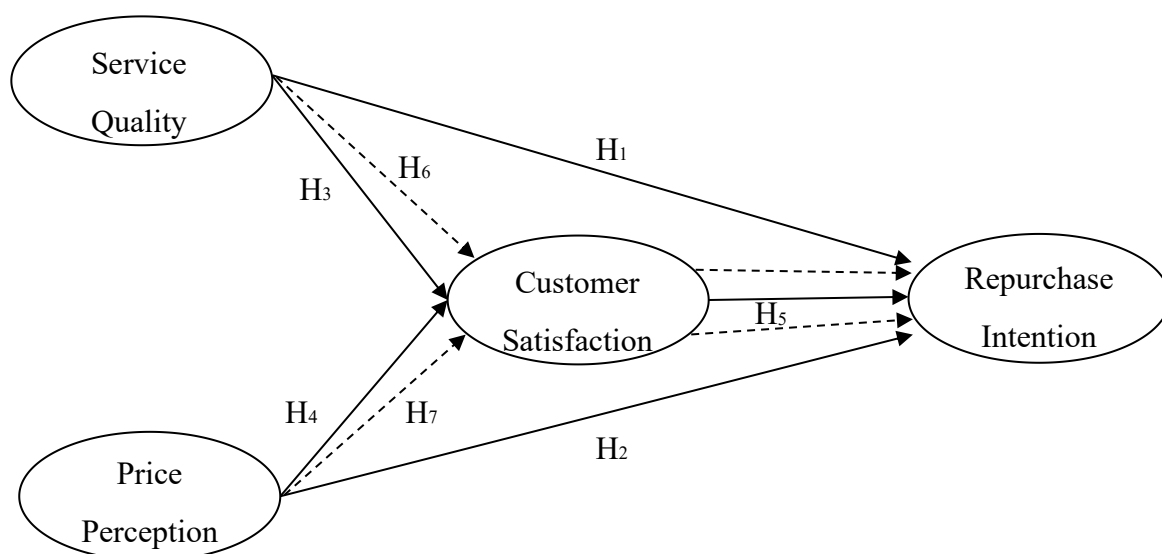 Service
Quality
H1
H6
H3
Customer
Satisfaction
Repurchase
Intention
H5
H4
H7
H2
Price
Perception